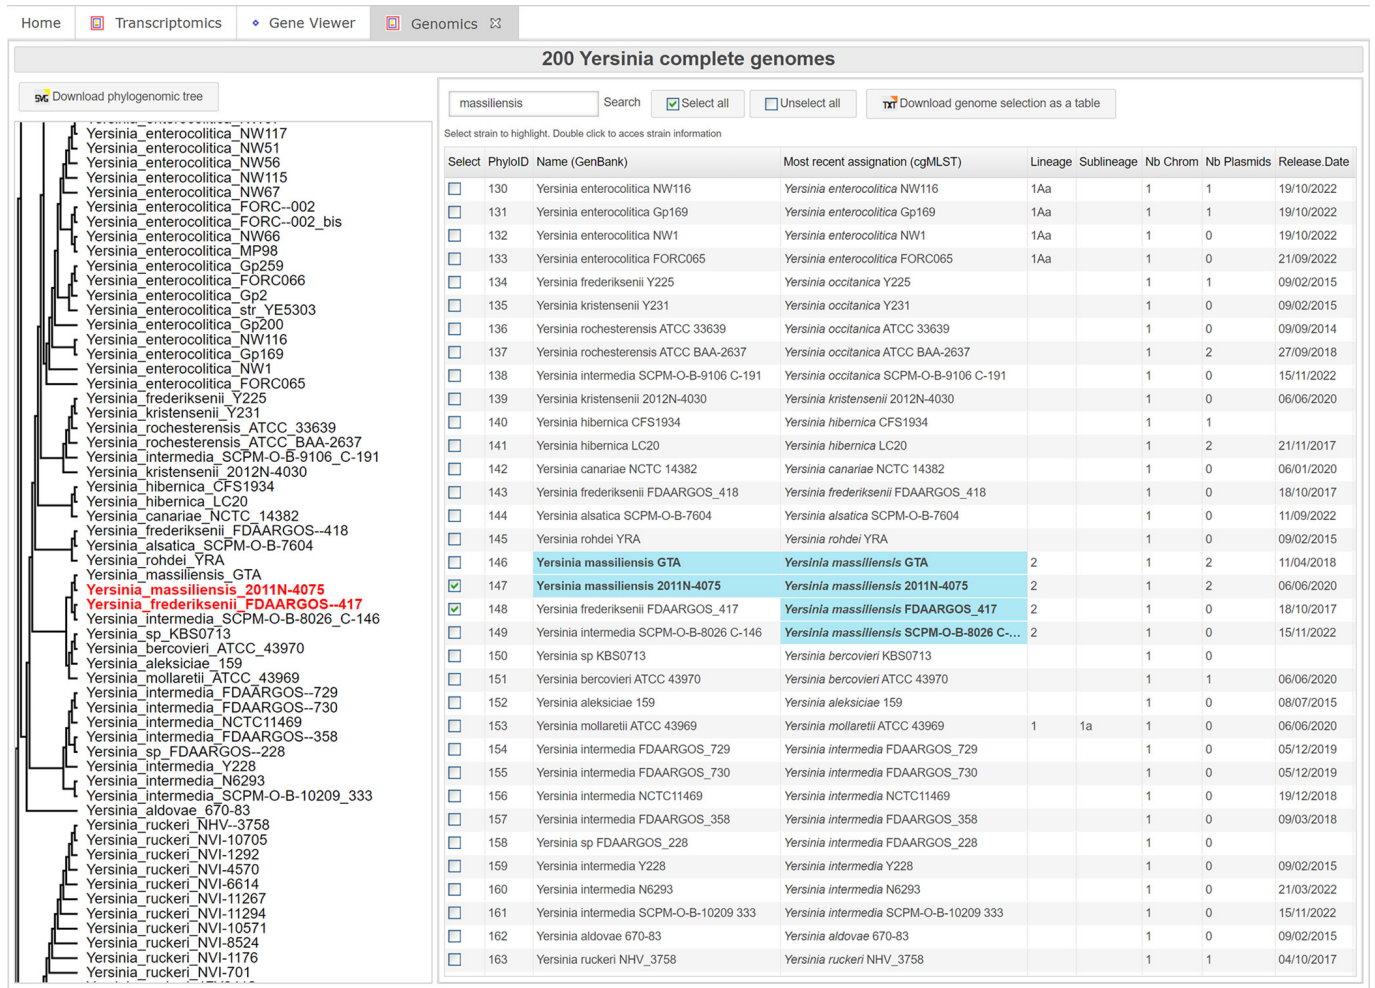 Home Transcriptomics Gene Viewer Genomics
200 Yersinia complete genomes
SVG Download phylogenomic tree
Yersinia_enterocolitica_NW117
Yersinia_enterocolitica_NW51
Yersinia_enterocolitica_NW56
Yersinia_enterocolitica_NW115
Yersinia_enterocolitica_NW67
Yersinia_enterocolitica_FORC--002
Yersinia_enterocolitica_FORC--002_bis
Yersinia_enterocolitica_NW66
Yersinia_enterocolitica_MP98
Yersinia_enterocolitica_Gp259
Yersinia_enterocolitica_FORC066
Yersinia_enterocolitica_Gp2
Yersinia_enterocolitica_str_YE5303
Yersinia_enterocolitica_Gp200
Yersinia_enterocolitica_NW116
Yersinia_enterocolitica_Gp169
Yersinia_enterocolitica_NW1
Yersinia_enterocolitica_FORC065
Yersinia_frederiksenii_Y225
Yersinia_kristensenii_Y231
Yersinia_rochesterensis_ATCC_33639
Yersinia_rochesterensis_ATCC_BAA-2637
Yersinia_intermedia_SCPM-O-B-9106_C-191
Yersinia_kristensenii_2012N-4030
Yersinia_hibernica_CFS1934
Yersinia_hibernica_LC20
Yersinia_canariae_NCTC_14382
Yersinia_frederiksenii_FDAARGOS--418
Yersinia_alsatica_SCPM-O-B-7604
Yersinia_rohdei_YRA
Yersinia_massiliensis_GTA
Yersinia_massiliensis_2011N-4075
Yersinia_frederiksenii_FDAARGOS--417
Yersinia_intermedia_SCPM-O-B-8026_C-146
Yersinia_sp_KBS0713
Yersinia_bercovieri_ATCC_43970
Yersinia_aleksiciae_159
Yersinia_mollaretii_ATCC_43969
Yersinia_intermedia_FDAARGOS--729
Yersinia_intermedia_FDAARGOS--730
Yersinia_intermedia_NCTC11469
Yersinia_intermedia_FDAARGOS--358
Yersinia_sp_FDAARGOS--228
Yersinia_intermedia_Y228
Yersinia_intermedia_N6293
Yersinia_intermedia_SCPM-O-B-10209_333
Yersinia_aldovae_670-83
Yersinia_ruckeri_NHV--3758
Yersinia_ruckeri_NVI-10705
Yersinia_ruckeri_NVI-1292
Yersinia_ruckeri_NVI-4570
Yersinia_ruckeri_NVI-6614
Yersinia_ruckeri_NVI-11267
Yersinia_ruckeri_NVI-11294
Yersinia_ruckeri_NVI-10571
Yersinia_ruckeri_NVI-8524
Yersinia_ruckeri_NVI-1176
Yersinia_ruckeri_NVI-701
massiliensis Search Select all Unselect all TXT Download genome selection as a table
Select strain to highlight. Double click to acces strain information
Select PhyloID Name (GenBank) Most recent assignation (cgMLST) Lineage Sublineage Nb Chrom Nb Plasmids Release.Date
130 Yersinia enterocolitica NW116 Yersinia enterocolitica NW116 1Aa 1 1 19/10/2022
131 Yersinia enterocolitica Gp169 Yersinia enterocolitica Gp169 1Aa 1 1 19/10/2022
132 Yersinia enterocolitica NW1 Yersinia enterocolitica NW1 1Aa 1 0 19/10/2022
133 Yersinia enterocolitica FORC065 Yersinia enterocolitica FORC065 1Aa 1 0 21/09/2022
134 Yersinia frederiksenii Y225 Yersinia occitanica Y225 1 1 09/02/2015
135 Yersinia kristensenii Y231 Yersinia occitanica Y231 1 0 09/02/2015
136 Yersinia rochesterensis ATCC 33639 Yersinia occitanica ATCC 33639 1 0 09/09/2014
137 Yersinia rochesterensis ATCC BAA-2637 Yersinia occitanica ATCC BAA-2637 1 2 27/09/2018
138 Yersinia intermedia SCPM-O-B-9106 C-191 Yersinia occitanica SCPM-O-B-9106 C-191 1 0 15/11/2022
139 Yersinia kristensenii 2012N-4030 Yersinia kristensenii 2012N-4030 1 0 06/06/2020
140 Yersinia hibernica CFS1934 Yersinia hibernica CFS1934 1 1
141 Yersinia hibernica LC20 Yersinia hibernica LC20 1 2 21/11/2017
142 Yersinia canariae NCTC 14382 Yersinia canariae NCTC 14382 1 0 06/01/2020
143 Yersinia frederiksenii FDAARGOS_418 Yersinia frederiksenii FDAARGOS_418 1 0 18/10/2017
144 Yersinia alsatica SCPM-O-B-7604 Yersinia alsatica SCPM-O-B-7604 1 0 11/09/2022
145 Yersinia rohdei YRA Yersinia rohdei YRA 1 0 09/02/2015
146 Yersinia massiliensis GTA Yersinia massiliensis GTA 2 1 2 11/04/2018
147 Yersinia massiliensis 2011N-4075 Yersinia massiliensis 2011N-4075 2 1 2 06/06/2020
148 Yersinia frederiksenii FDAARGOS_417 Yersinia massiliensis FDAARGOS_417 2 1 0 18/10/2017
149 Yersinia intermedia SCPM-O-B-8026 C-146 Yersinia massiliensis SCPM-O-B-8026 C-... 2 1 0 15/11/2022
150 Yersinia sp KBS0713 Yersinia bercovieri KBS0713 1 0
151 Yersinia bercovieri ATCC 43970 Yersinia bercovieri ATCC 43970 1 1 06/06/2020
152 Yersinia aleksiciae 159 Yersinia aleksiciae 159 1 0 08/07/2015
153 Yersinia mollaretii ATCC 43969 Yersinia mollaretii ATCC 43969 1 1a 1 0 06/06/2020
154 Yersinia intermedia FDAARGOS_729 Yersinia intermedia FDAARGOS_729 1 0 05/12/2019
155 Yersinia intermedia FDAARGOS_730 Yersinia intermedia FDAARGOS_730 1 0 05/12/2019
156 Yersinia intermedia NCTC11469 Yersinia intermedia NCTC11469 1 0 19/12/2018
157 Yersinia intermedia FDAARGOS_358 Yersinia intermedia FDAARGOS_358 1 0 09/03/2018
158 Yersinia sp FDAARGOS_228 Yersinia intermedia FDAARGOS_228 1 0
159 Yersinia intermedia Y228 Yersinia intermedia Y228 1 0 09/02/2015
160 Yersinia intermedia N6293 Yersinia intermedia N6293 1 0 21/03/2022
161 Yersinia intermedia SCPM-O-B-10209 333 Yersinia intermedia SCPM-O-B-10209 333 1 0 15/11/2022
162 Yersinia aldovae 670-83 Yersinia aldovae 670-83 1 0 09/02/2015
163 Yersinia ruckeri NHV_3758 Yersinia ruckeri NHV_3758 1 1 04/10/2017